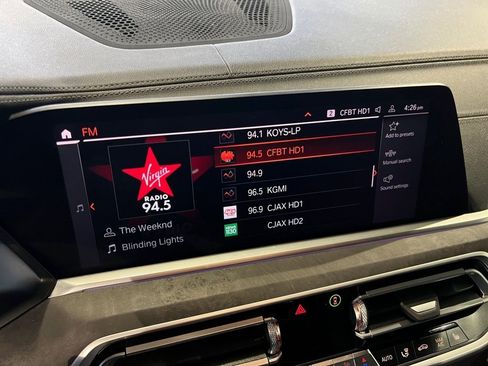 94.1 KOYS-LP
2 CFBT HD1 4:26 pm
FM
94.5 CFBT HD1
Add to presets
94.9
Manual search
Virgin
RADIO
94.5
96.5 KGMI
Sound settings
96.9 CJAX HD1
The Weeknd
CJAX HD2
Blinding Lights
AUTO